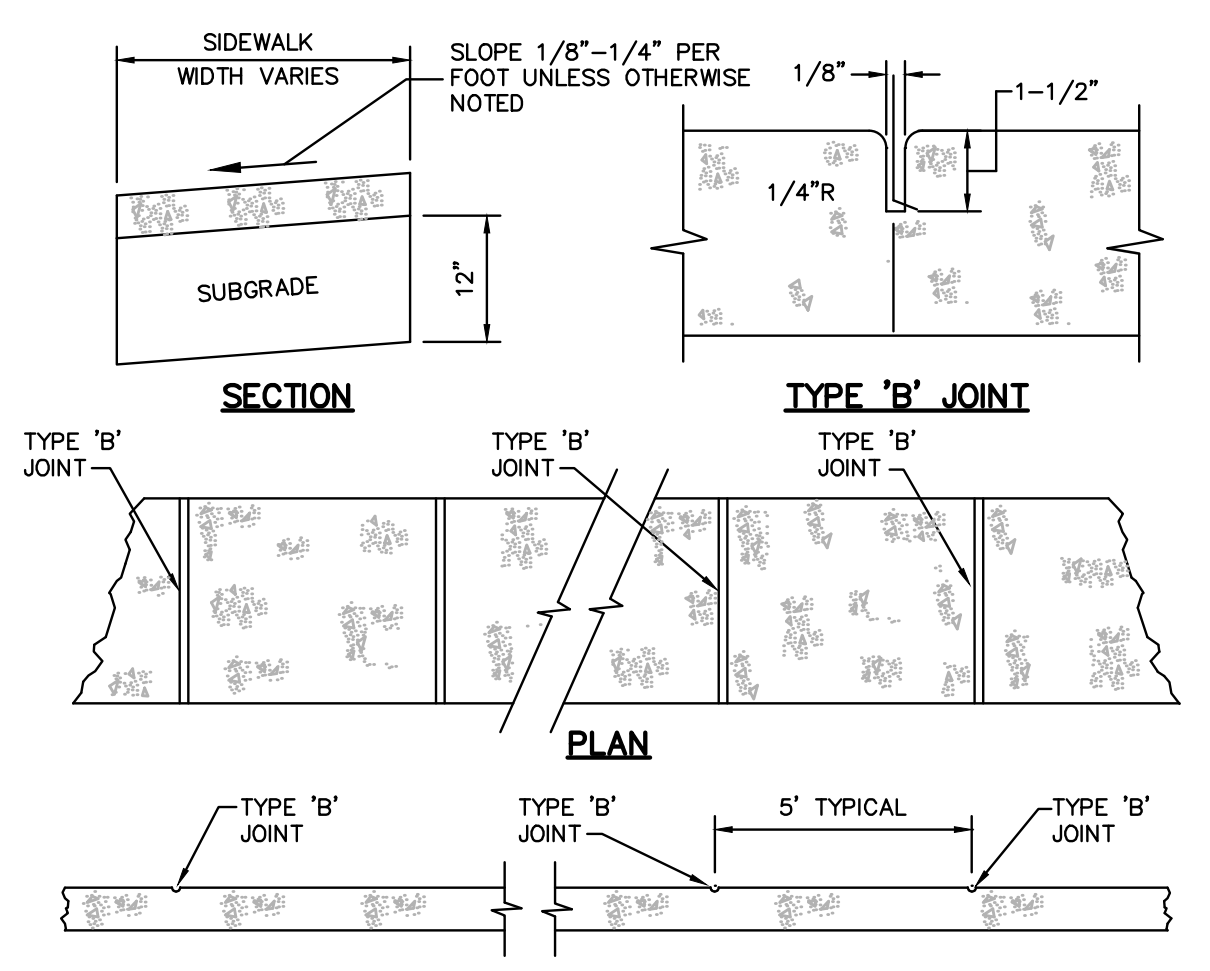 SIDEWALK
WIDTH VARIES
SLOPE 1/8"-1/4" PER
FOOT UNLESS OTHERWISE
NOTED
SUBGRADE
12"
SECTION
1/8"
1-1/2"
1/4"R
TYPE 'B' JOINT
TYPE 'B'
JOINT
TYPE 'B'
JOINT
TYPE 'B'
JOINT
PLAN
TYPE 'B'
JOINT
TYPE 'B'
JOINT
5' TYPICAL
TYPE 'B'
JOINT